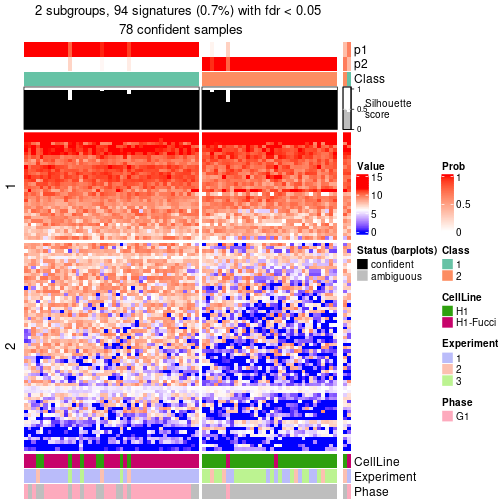 2 subgroups, 94 signatures (0.7%) with fdr < 0.05
78 confident samples
p1
p2
Class
1
0.5
0
Silhouette
score
1
2
Value
15
10
5
0
Prob
1
0.5
0
Status (barplots)
confident
ambiguous
Class
1
2
CellLine
H1
H1-Fucci
Experiment
1
2
3
Phase
G1
CellLine
Experiment
Phase